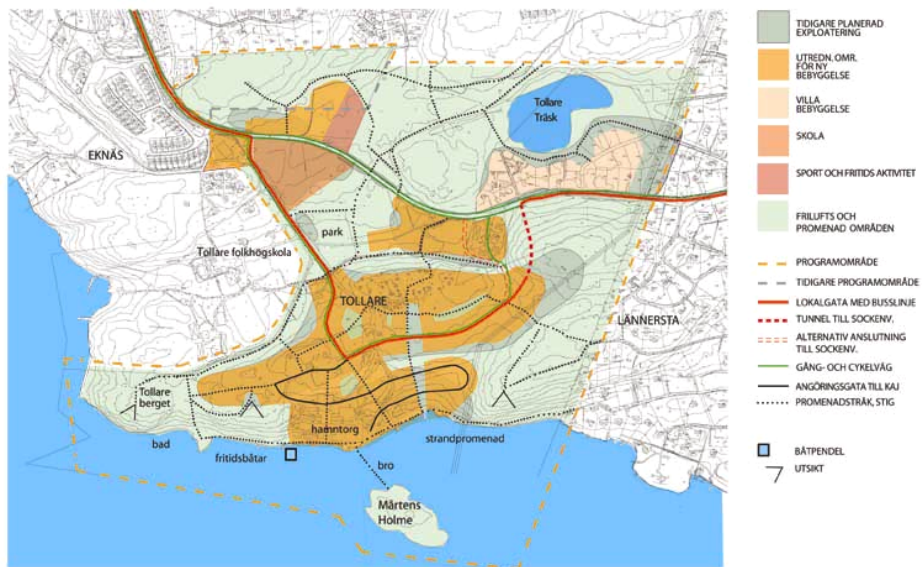 Tollare
Träsk
EKNÄS
park
Tollare folkhögskola
TOLLARE
LÄNNERSTA
Tollare
berget
bad
hamntorg
fritidsbåtar
strandpromenad
bro
Mårtens
Holme
TIDIGARE PLANERAD
EXPLOATERING
UTREDN. OMR.
FÖR NY
BEBYGGELSE
VILLA
BEBYGGELSE
SKOLA
SPORT OCH FRITIDS AKTIVTET
FRILUFTS OCH
PROMENAD OMRÅDEN
PROGRAMOMRÅDE
TIDIGARE PROGRAMOMRÅDE
LOKALGATA MED BUSSLINJE
TUNNEL TILL SOCKENV.
ALTERNATIV ANSLUTNING
TILL SOCKENV.
GÅNG- OCH CYKELVÄG
ANGÖRINGSGATA TILL KAJ
PROMENADSTRÅK, STIG
BÅTPENDEL
UTSIKT